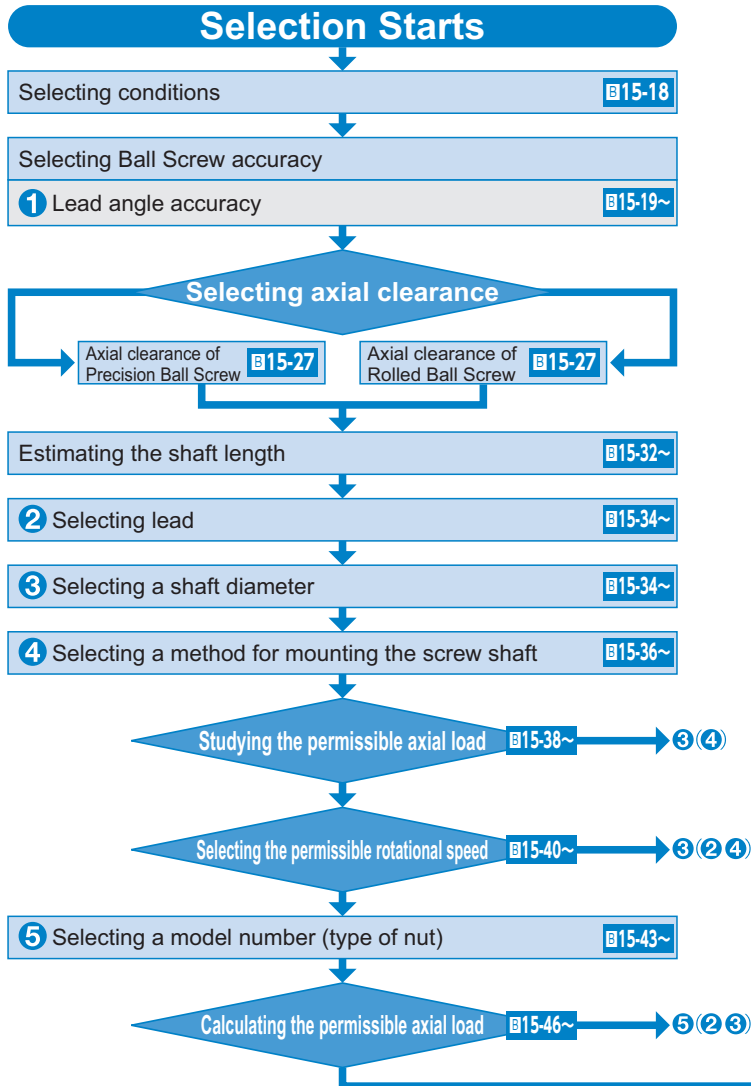 Selection Starts
Selecting conditions B15-18
Selecting Ball Screw accuracy
1 Lead angle accuracy B15-19~
Selecting axial clearance
Axial clearance of
Precision Ball Screw B15-27
Axial clearance of
Rolled Ball Screw B15-27
Estimating the shaft length B15-32~
2 Selecting lead B15-34~
3 Selecting a shaft diameter B15-34~
4 Selecting a method for mounting the screw shaft B15-36~
Studying the permissible axial load B15-38~ 3(4)
Selecting the permissible rotational speed B15-40~ 3(2 4)
5 Selecting a model number (type of nut) B15-43~
Calculating the permissible axial load B15-46~ 5(2 3)